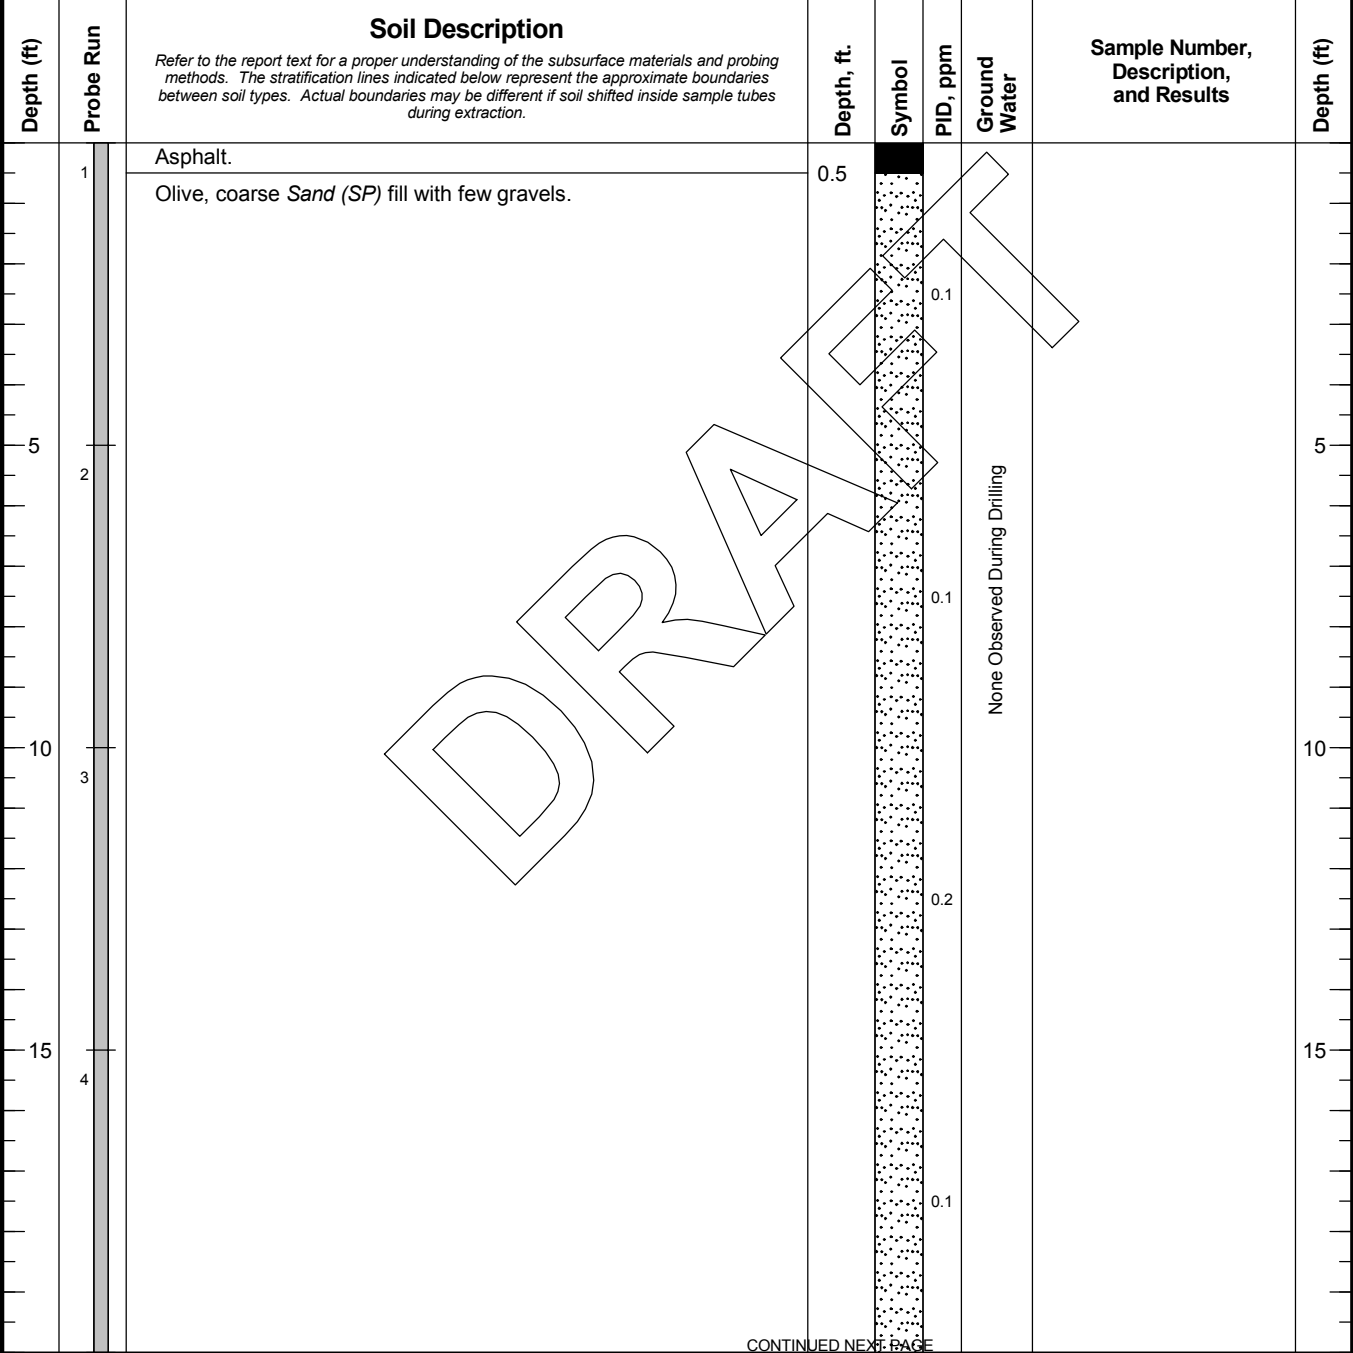 Depth (ft)
Probe Run
Soil Description
Refer to the report text for a proper understanding of the subsurface materials and probing
methods. The stratification lines indicated below represent the approximate boundaries
between soil types. Actual boundaries may be different if soil shifted inside sample tubes
during extraction.
Depth, ft.
Symbol
PID, ppm
Ground
Water
Sample Number,
Description,
and Results
Depth (ft)
Asphalt.
1
0.5
Olive, coarse Sand (SP) fill with few gravels.
0.1
5
5
2
None Observed During Drilling
0.1
DRAFT
10
10
3
0.2
15
15
4
0.1
CONTINUED NEXT PAGE